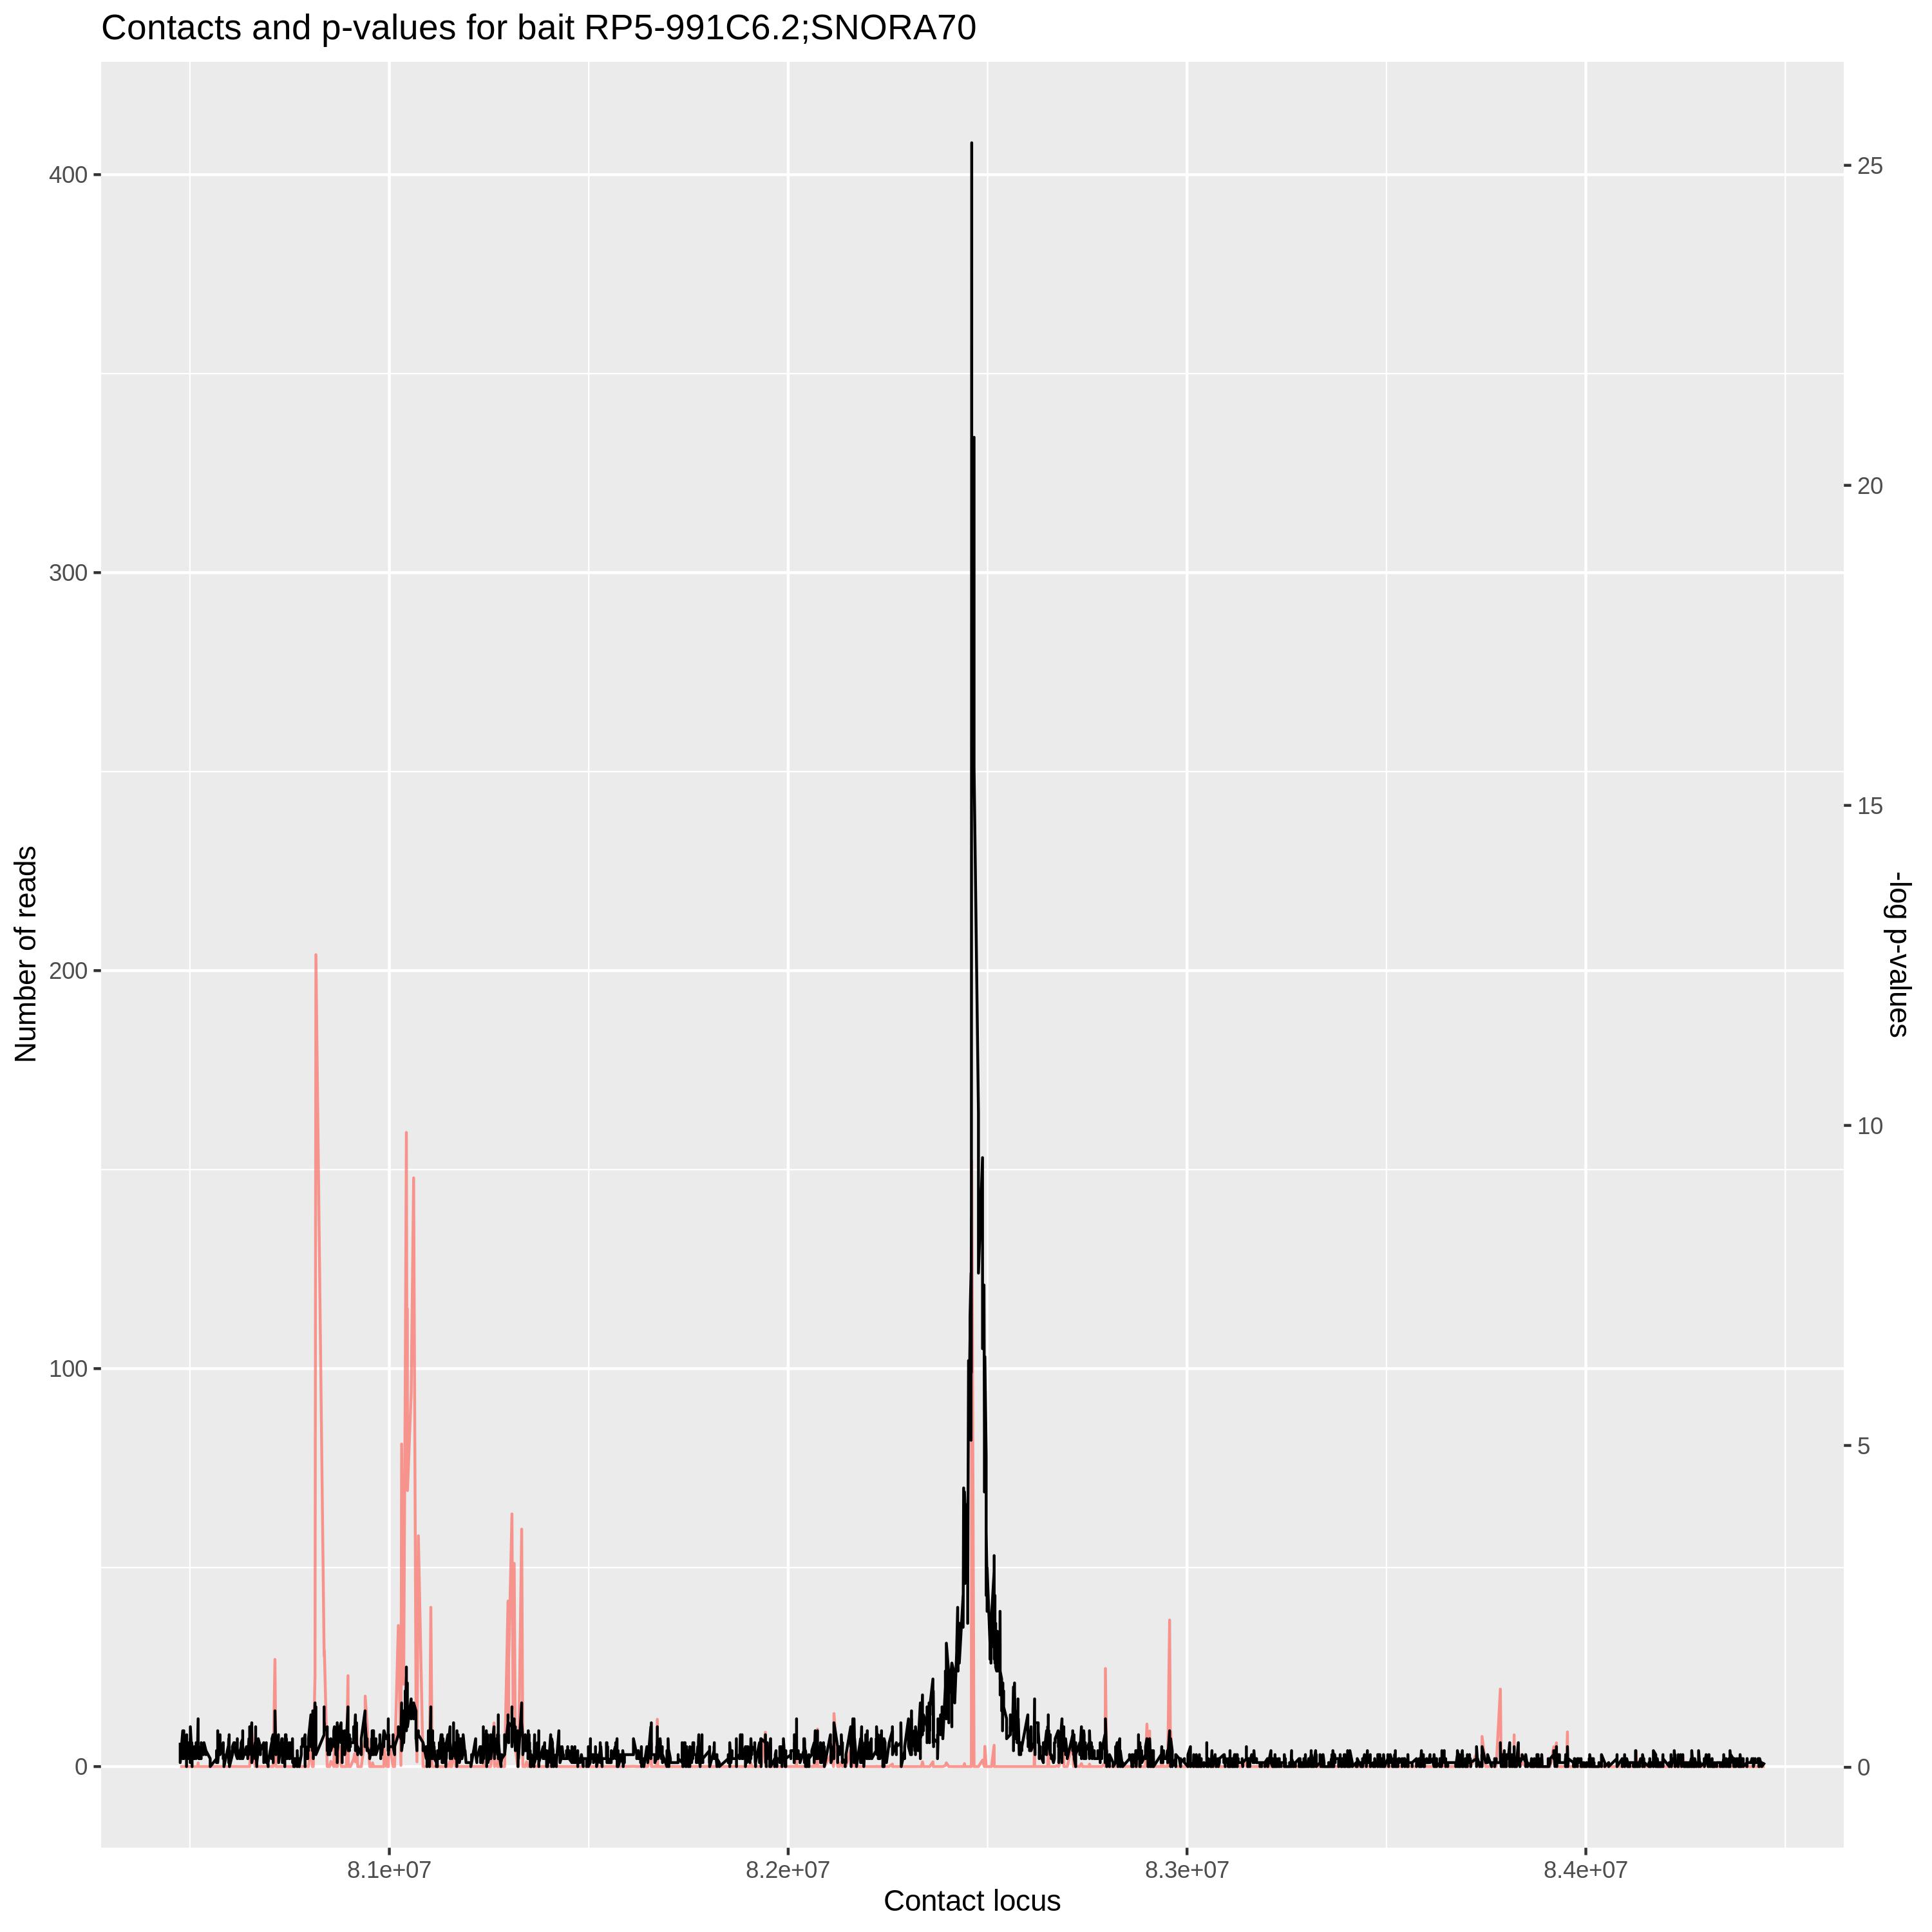 Contacts and p-values for bait RP5-991C6.2;SNORA70
400
300
200
100
0
Number of reads
25
20
15
10
5
0
-log p-values
8.1e+07
8.2e+07
8.3e+07
8.4e+07
Contact locus